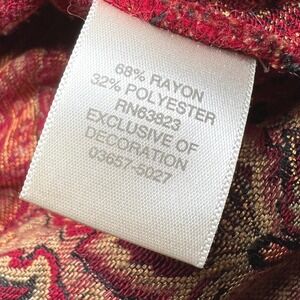 68% RAYON
32% POLYESTER
RN63823
EXCLUSIVE OF
DECORATION
03657-5027